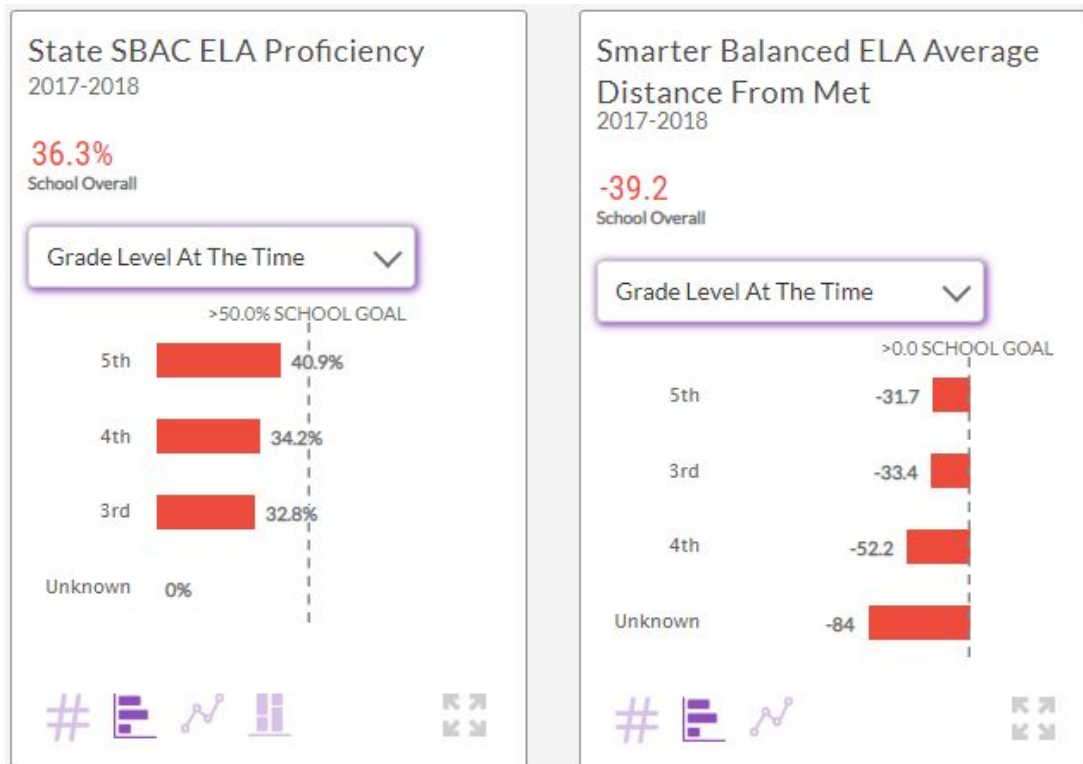 State SBAC ELA Proficiency
2017-2018
36.3%
School Overall
Grade Level At The Time
>50.0% SCHOOL GOAL
5th 40.9%
4th 34.2%
3rd 32.8%
Unknown 0%
Smarter Balanced ELA Average
Distance From Met
2017-2018
-39.2
School Overall
Grade Level At The Time
>0.0 SCHOOL GOAL
5th -31.7
3rd -33.4
4th -52.2
Unknown -84